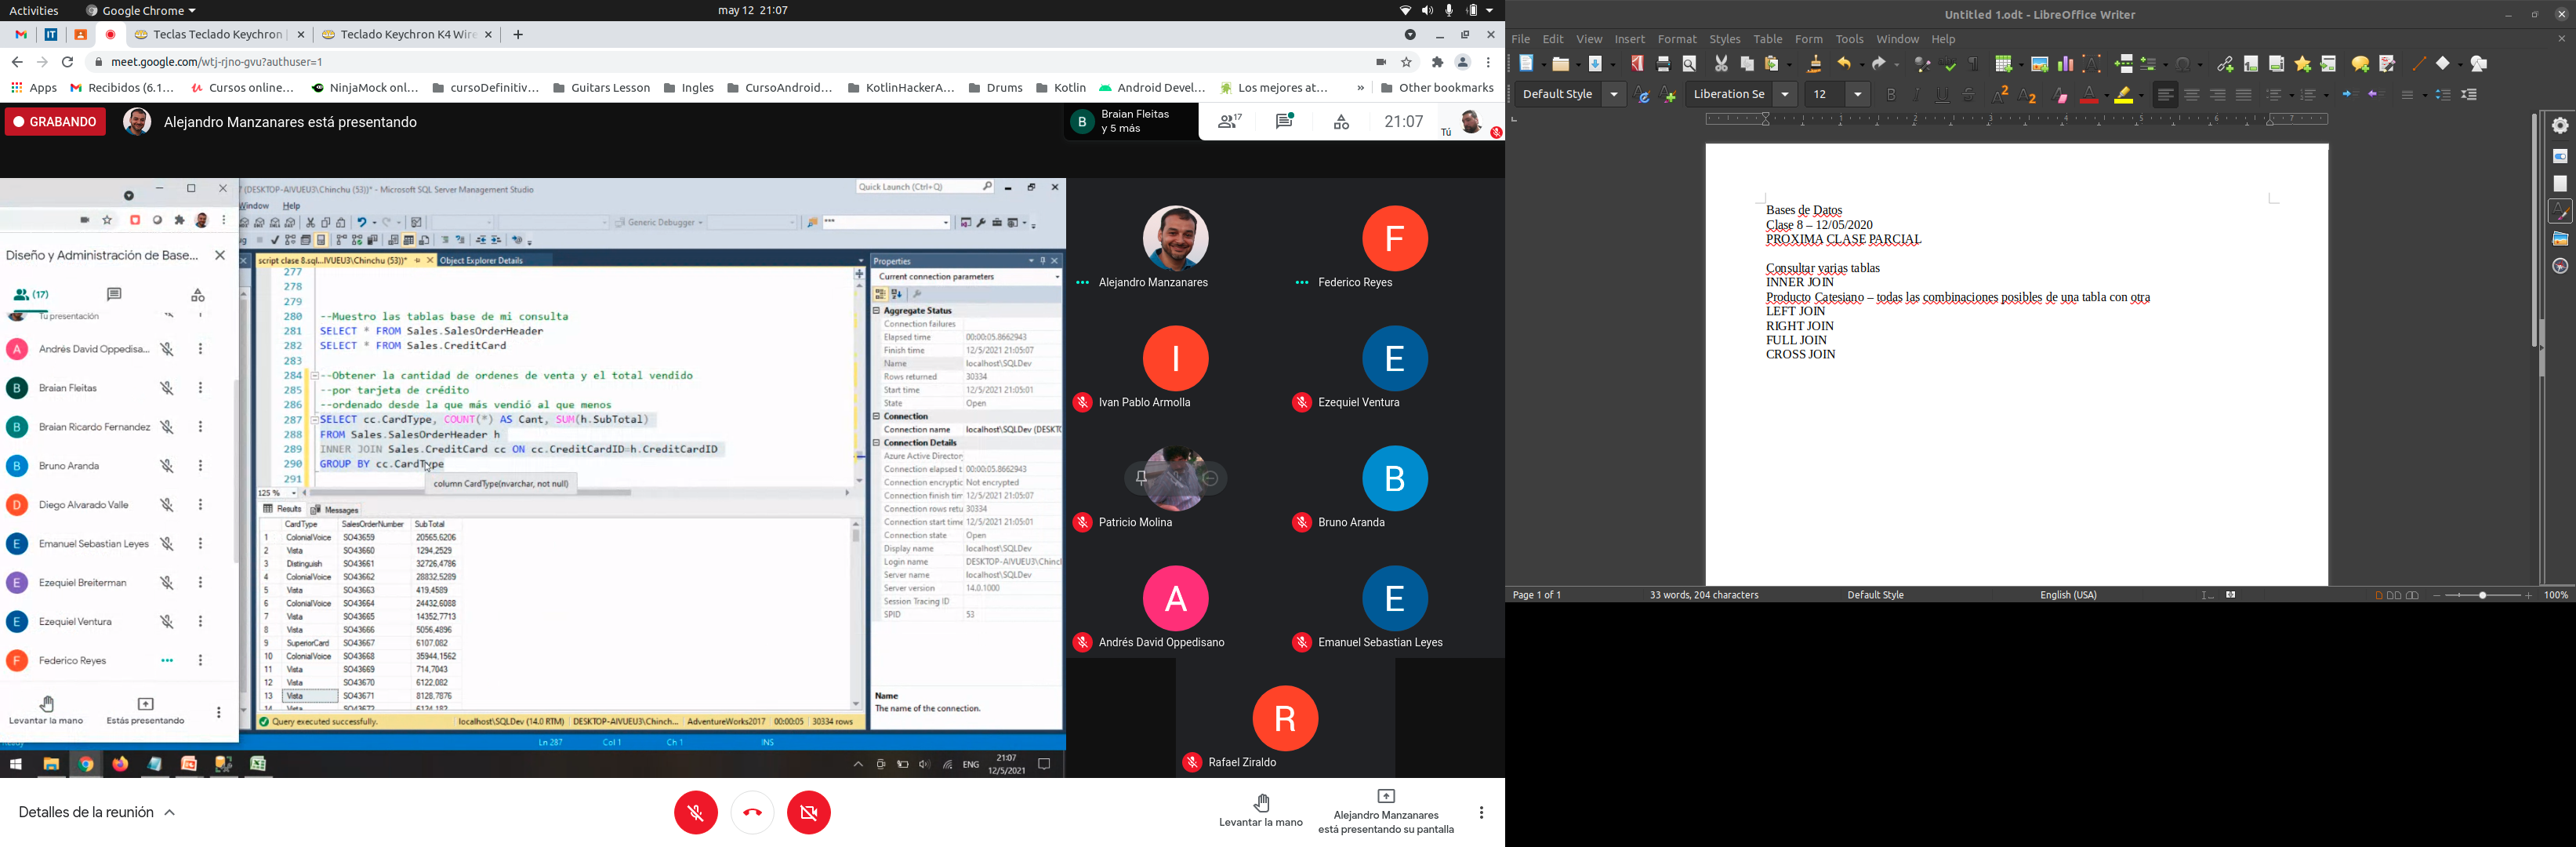 Activities
Google Chrome
may 12 21:07
Teclas Teclado Keychron
Teclado Keychron K4 Wire
meet.google.com/wtj-rjno-gvu?authuser=1
Apps
Recibidos (6.1...
Cursos online...
NinjaMock onl...
cursoDefinitiv...
Guitars Lesson
Ingles
CursoAndroid...
KotlinHackerA...
Drums
Kotlin
Android Devel...
Los mejores at...
»
Other bookmarks
GRABANDO
Alejandro Manzanares está presentando
B
Braian Fleitas
y 5 más
17
21:07
Tú
(DESKTOP-AIVUEU3\Chinchu (53))* - Microsoft SQL Server Management Studio
Quick Launch (Ctrl+Q)
Window Help
Generic Debugger
Diseño y Administración de Base...
(17)
Tu presentación
A Andrés David Oppedisa...
B Braian Fleitas
B Braian Ricardo Fernandez
B Bruno Aranda
D Diego Alvarado Valle
E Emanuel Sebastian Leyes
E Ezequiel Breiterman
E Ezequiel Ventura
F Federico Reyes
Levantar la mano
Estás presentando
script clase 8.sql...IVUEU3\Chinchu (53))*
Object Explorer Details
277
278
279
280 --Muestro las tablas base de mi consulta
281 SELECT * FROM Sales.SalesOrderHeader
282 SELECT * FROM Sales.CreditCard
283
284 --Obtener la cantidad de ordenes de venta y el total vendido
285 --por tarjeta de crédito
286 --ordenado desde la que más vendió al que menos
287 SELECT cc.CardType, COUNT(*) AS Cant, SUM(h.SubTotal)
288 FROM Sales.SalesOrderHeader h
289 INNER JOIN Sales.CreditCard cc ON cc.CreditCardID=h.CreditCardID
290 GROUP BY cc.CardType
291
column CardType(nvarchar, not null)
125 %
Results Messages
CardType SalesOrderNumber SubTotal
1 ColonialVoice SO43659 20565,6206
2 Vista SO43660 1294,2529
3 Distinguish SO43661 32726,4786
4 ColonialVoice SO43662 28832,5289
5 Vista SO43663 419,4589
6 ColonialVoice SO43664 24432,6088
7 Vista SO43665 14352,7713
8 Vista SO43666 5056,4896
9 SuperiorCard SO43667 6107,082
10 ColonialVoice SO43668 35944,1562
11 Vista SO43669 714,7043
12 Vista SO43670 6122,082
13 Vista SO43671 8128,7876
14 Vista SO43672 6124,182
Query executed successfully.
localhost\SQLDev (14.0 RTM)
DESKTOP-AIVUEU3\Chinch...
AdventureWorks2017
00:00:05
30334 rows
Ln 287
Col 1
Ch 1
INS
Properties
Current connection parameters
Aggregate Status
Connection failures
Elapsed time 00:00:05.8662943
Finish time 12/5/2021 21:05:07
Name localhost\SQLDev
Rows returned 30334
Start time 12/5/2021 21:05:01
State Open
Connection
Connection name localhost\SQLDev (DESKTO
Connection Details
Azure Active Director
Connection elapsed t 00:00:05.8662943
Connection encryptic Not encrypted
Connection finish tim 12/5/2021 21:05:07
Connection rows retu 30334
Connection start time 12/5/2021 21:05:01
Connection state Open
Display name localhost\SQLDev
Login name DESKTOP-AIVUEU3\Chincl
Server name localhost\SQLDev
Server version 14.0.1000
Session Tracing ID
SPID 53
Name
The name of the connection.
ENG
21:07
12/5/2021
Alejandro Manzanares
F
Federico Reyes
I
Ivan Pablo Armolla
E
Ezequiel Ventura
Patricio Molina
B
Bruno Aranda
A
Andrés David Oppedisano
E
Emanuel Sebastian Leyes
R
Rafael Ziraldo
Detalles de la reunión
Levantar la mano
Alejandro Manzanares
está presentando su pantalla
Untitled 1.odt - LibreOffice Writer
File Edit View Insert Format Styles Table Form Tools Window Help
Default Style
Liberation Se
12
Bases de Datos
Clase 8 – 12/05/2020
PROXIMA CLASE PARCIAL
Consultar varias tablas
INNER JOIN
Producto Catesiano – todas las combinaciones posibles de una tabla con otra
LEFT JOIN
RIGHT JOIN
FULL JOIN
CROSS JOIN
Page 1 of 1
33 words, 204 characters
Default Style
English (USA)
100%